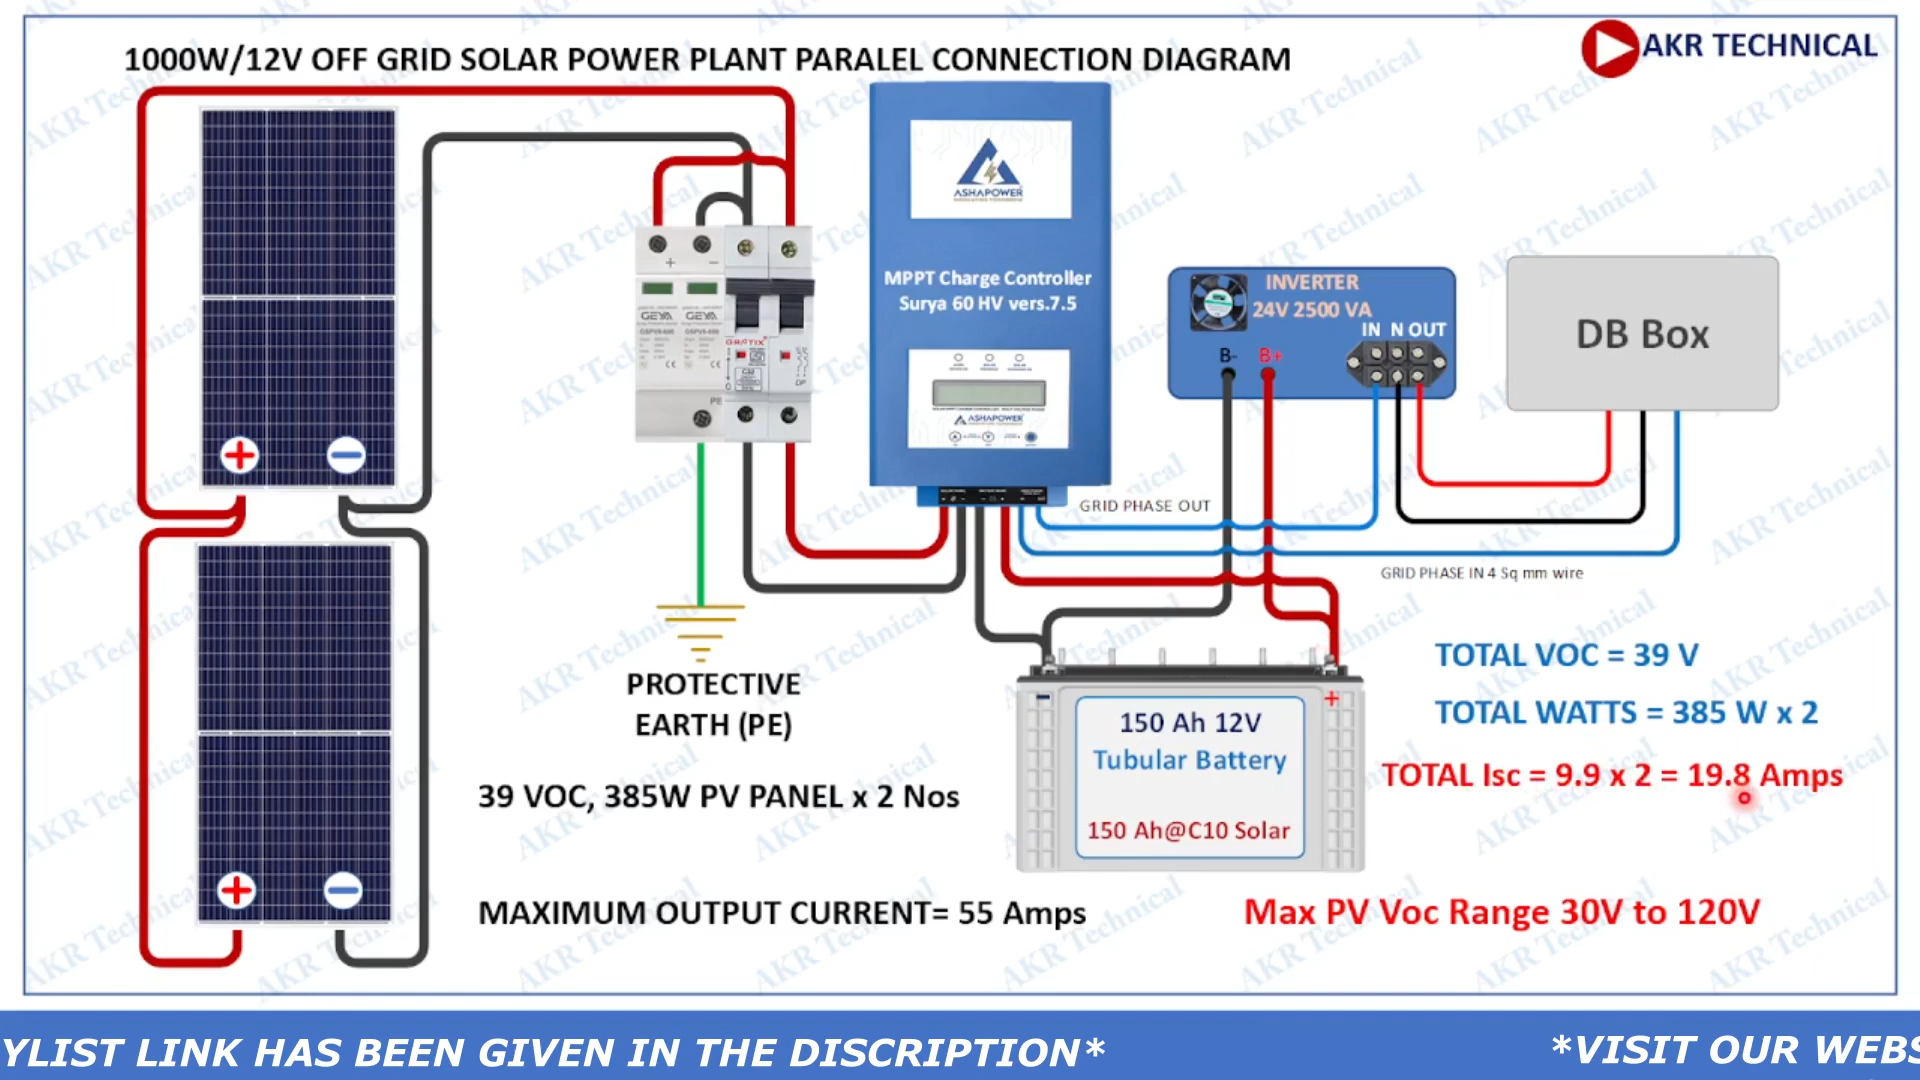 1000W/12V OFF GRID SOLAR POWER PLANT PARALEL CONNECTION DIAGRAM
AKR TECHNICAL
ASHAPOWER
MPPT Charge Controller
Surya 60 HV vers.7.5
ASHAPOWER
+ −
GEYA GEYA
C32
DP
PE
INVERTER
24V 2500 VA
IN N OUT
B- B+
DB Box
GRID PHASE OUT
GRID PHASE IN 4 Sq mm wire
PROTECTIVE
EARTH (PE)
39 VOC, 385W PV PANEL x 2 Nos
MAXIMUM OUTPUT CURRENT= 55 Amps
150 Ah 12V
Tubular Battery
150 Ah@C10 Solar
TOTAL VOC = 39 V
TOTAL WATTS = 385 W x 2
TOTAL Isc = 9.9 x 2 = 19.8 Amps
Max PV Voc Range 30V to 120V
YLIST LINK HAS BEEN GIVEN IN THE DISCRIPTION*
*VISIT OUR WEBS
AKR Technical